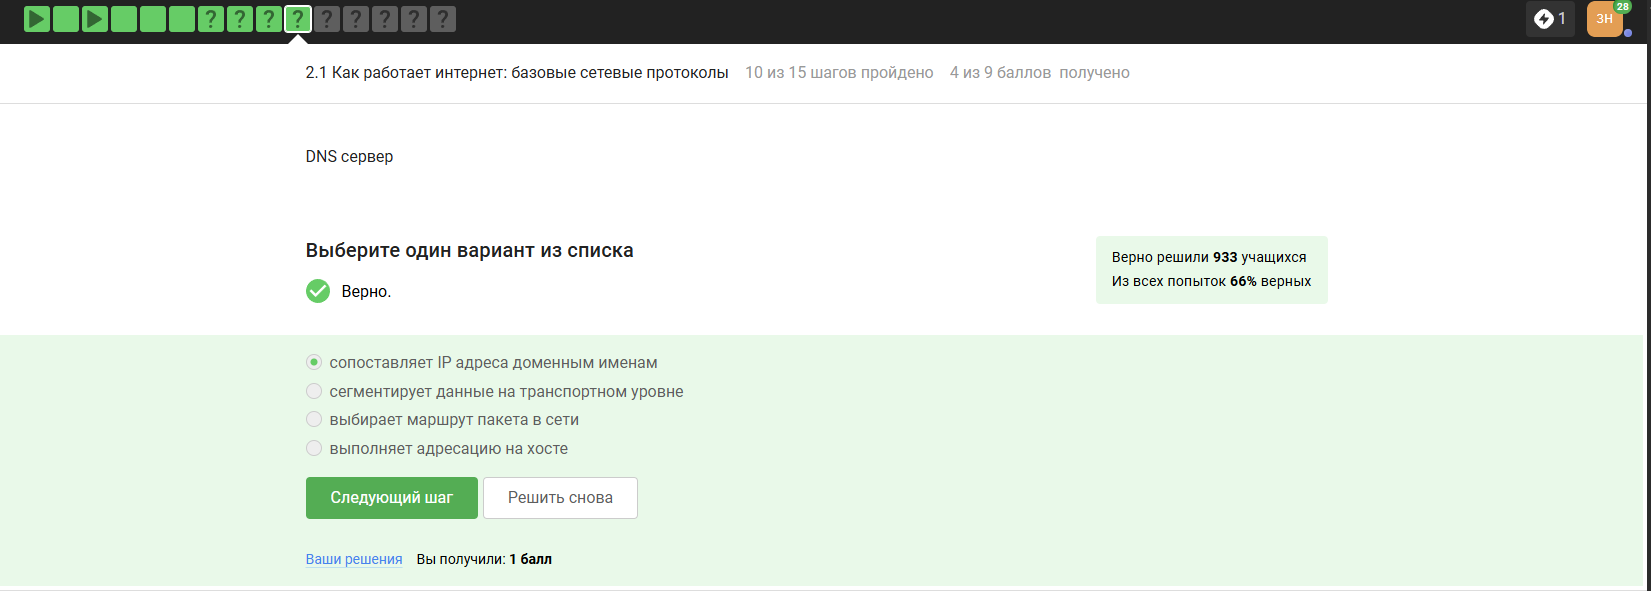 ? ? ? ? ? ? ? ? ?
1
ЗН
28
2.1 Как работает интернет: базовые сетевые протоколы 10 из 15 шагов пройдено 4 из 9 баллов получено
DNS сервер
Выберите один вариант из списка
Верно.
Верно решили 933 учащихся
Из всех попыток 66% верных
сопоставляет IP адреса доменным именам
сегментирует данные на транспортном уровне
выбирает маршрут пакета в сети
выполняет адресацию на хосте
Следующий шаг Решить снова
Ваши решения Вы получили: 1 балл